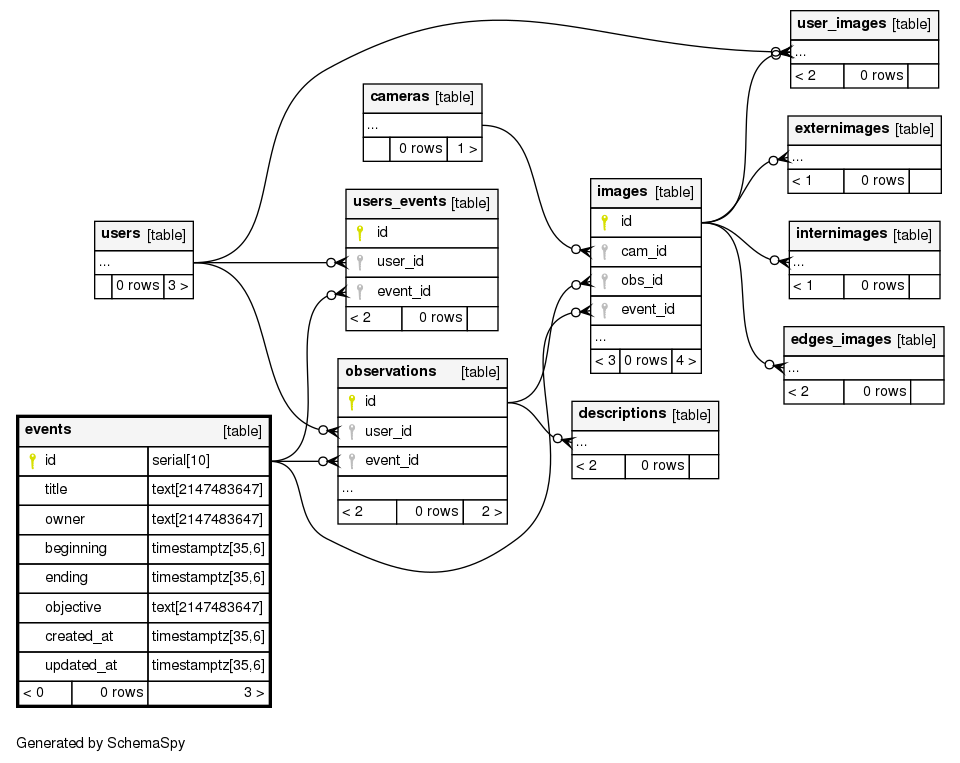 users [table]
...
0 rows 3 >
events [table]
id serial[10]
title text[2147483647]
owner text[2147483647]
beginning timestamptz[35,6]
ending timestamptz[35,6]
objective text[2147483647]
created_at timestamptz[35,6]
updated_at timestamptz[35,6]
< 0 0 rows 3 >
cameras [table]
...
0 rows 1 >
users_events [table]
id
user_id
event_id
< 2 0 rows
observations [table]
id
user_id
event_id
...
< 2 0 rows 2 >
images [table]
id
cam_id
obs_id
event_id
...
< 3 0 rows 4 >
descriptions [table]
...
< 2 0 rows
user_images [table]
...
< 2 0 rows
externimages [table]
...
< 1 0 rows
internimages [table]
...
< 1 0 rows
edges_images [table]
...
< 2 0 rows
Generated by SchemaSpy